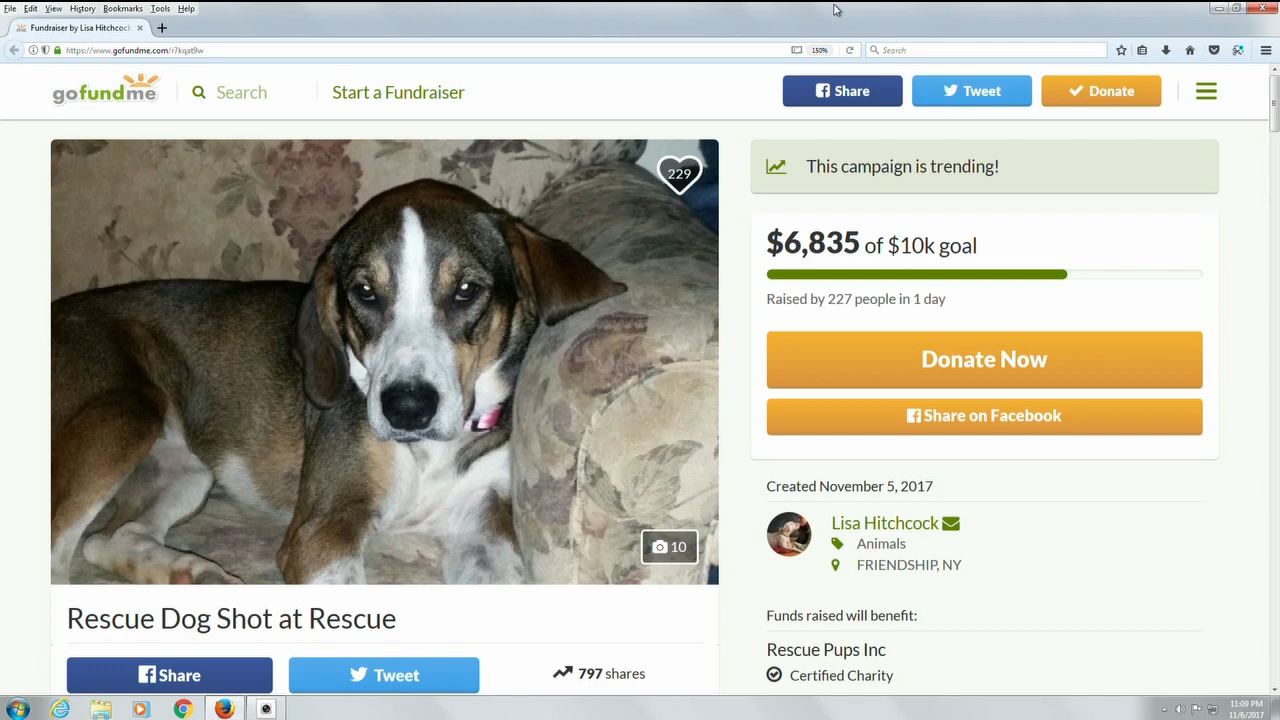 File Edit View History Bookmarks Tools Help
Fundraiser by Lisa Hitchcock
https://www.gofundme.com/r7kqat9w
150%
Search
gofundme
Search
Start a Fundraiser
Share
Tweet
Donate
229
10
This campaign is trending!
$6,835 of $10k goal
Raised by 227 people in 1 day
Donate Now
Share on Facebook
Created November 5, 2017
Lisa Hitchcock
Animals
FRIENDSHIP, NY
Funds raised will benefit:
Rescue Pups Inc
Certified Charity
Rescue Dog Shot at Rescue
Share
Tweet
797 shares
11:09 PM
11/6/2017